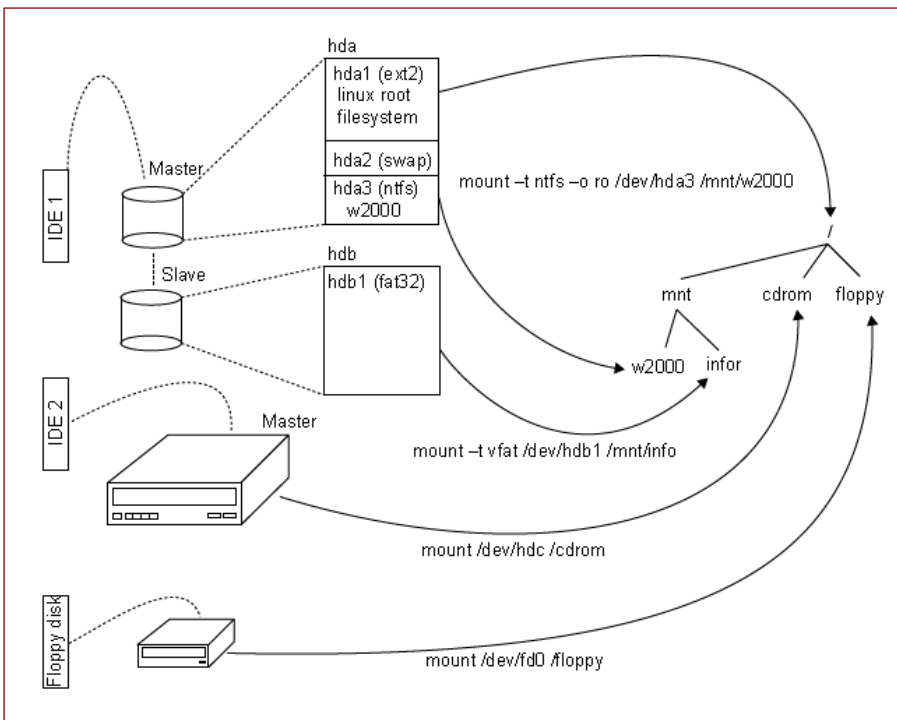 hda
hda1 (ext2)
linux root
filesystem
hda2 (swap)
hda3 (ntfs)
w2000
Master
IDE 1
Slave
hdb
hdb1 (fat32)
mount –t ntfs –o ro /dev/hda3 /mnt/w2000
/
mnt
cdrom
floppy
w2000
infor
IDE 2
Master
mount –t vfat /dev/hdb1 /mnt/info
mount /dev/hdc /cdrom
Floppy disk
mount /dev/fd0 /floppy